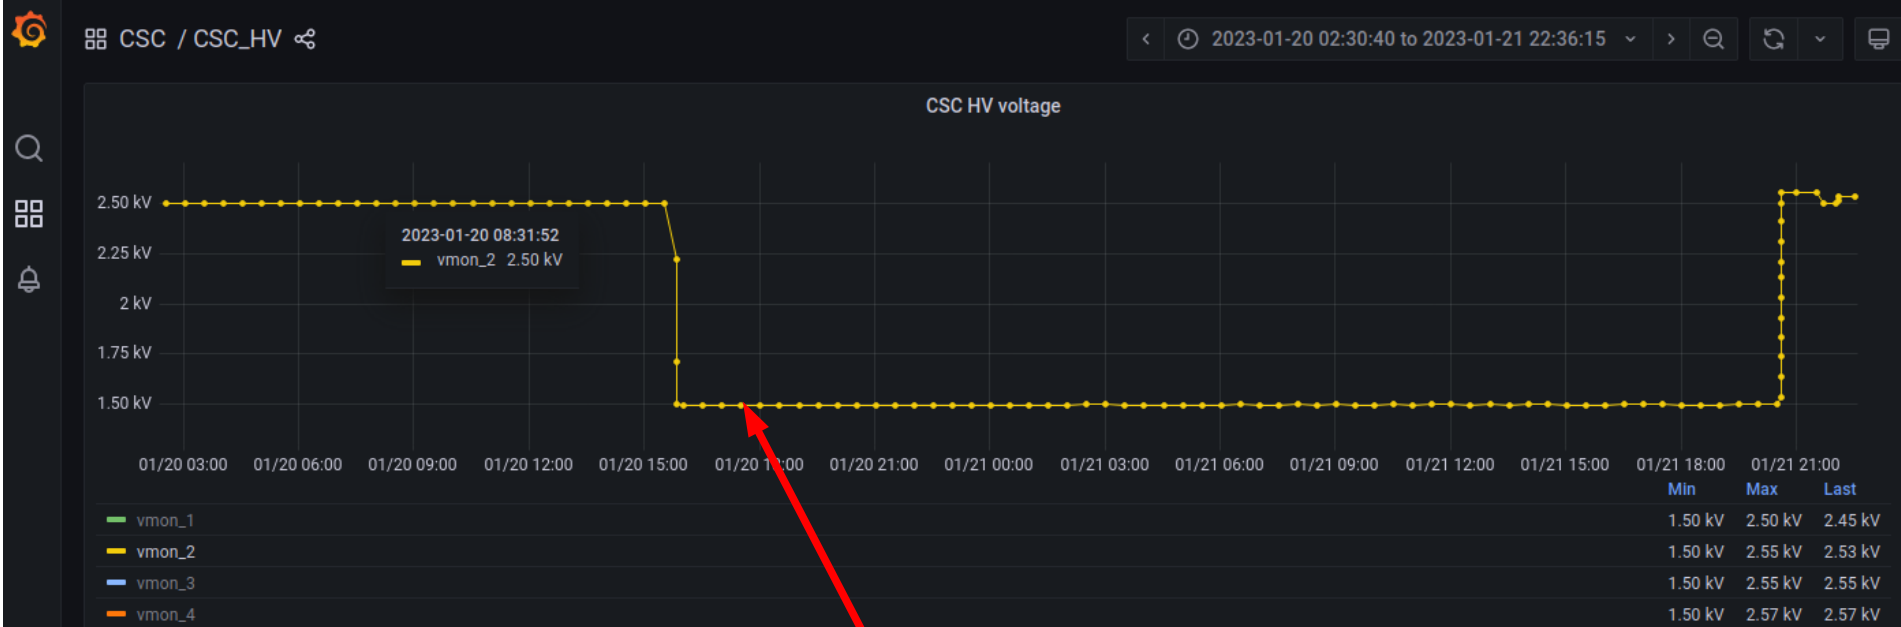 CSC / CSC_HV
2023-01-20 02:30:40 to 2023-01-21 22:36:15
CSC HV voltage
2.50 kV
2.25 kV
2 kV
1.75 kV
1.50 kV
2023-01-20 08:31:52
vmon_2 2.50 kV
01/20 03:00 01/20 06:00 01/20 09:00 01/20 12:00 01/20 15:00 01/20 18:00 01/20 21:00 01/21 00:00 01/21 03:00 01/21 06:00 01/21 09:00 01/21 12:00 01/21 15:00 01/21 18:00 01/21 21:00
Min Max Last
vmon_1 1.50 kV 2.50 kV 2.45 kV
vmon_2 1.50 kV 2.55 kV 2.53 kV
vmon_3 1.50 kV 2.55 kV 2.55 kV
vmon_4 1.50 kV 2.57 kV 2.57 kV